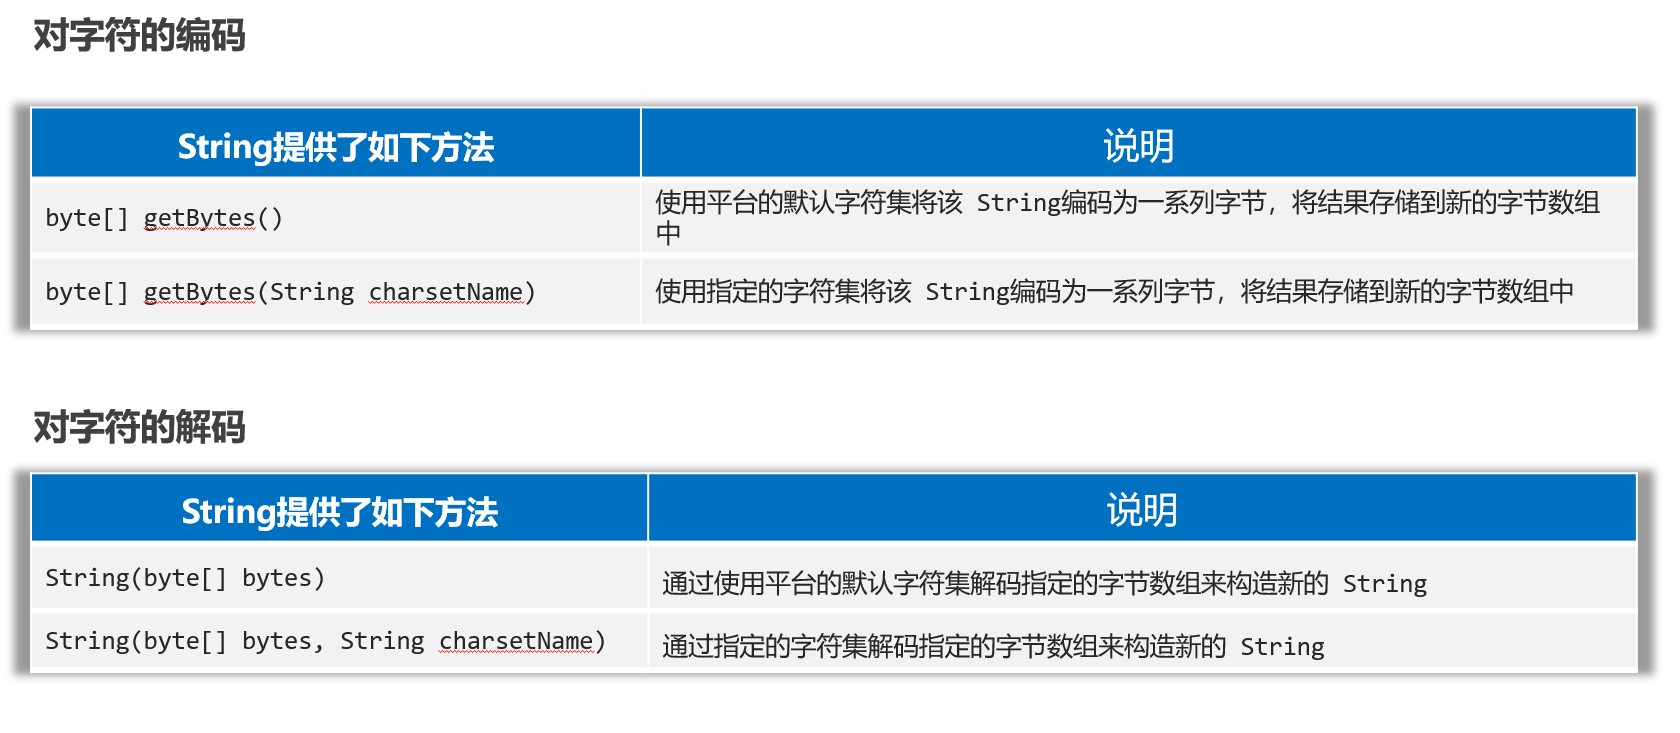 对字符的编码
String提供了如下方法
说明
byte[] getBytes()
使用平台的默认字符集将该 String编码为一系列字节，将结果存储到新的字节数组
中
byte[] getBytes(String charsetName)
使用指定的字符集将该 String编码为一系列字节，将结果存储到新的字节数组中
对字符的解码
String提供了如下方法
说明
String(byte[] bytes)
通过使用平台的默认字符集解码指定的字节数组来构造新的 String
String(byte[] bytes, String charsetName)
通过指定的字符集解码指定的字节数组来构造新的 String